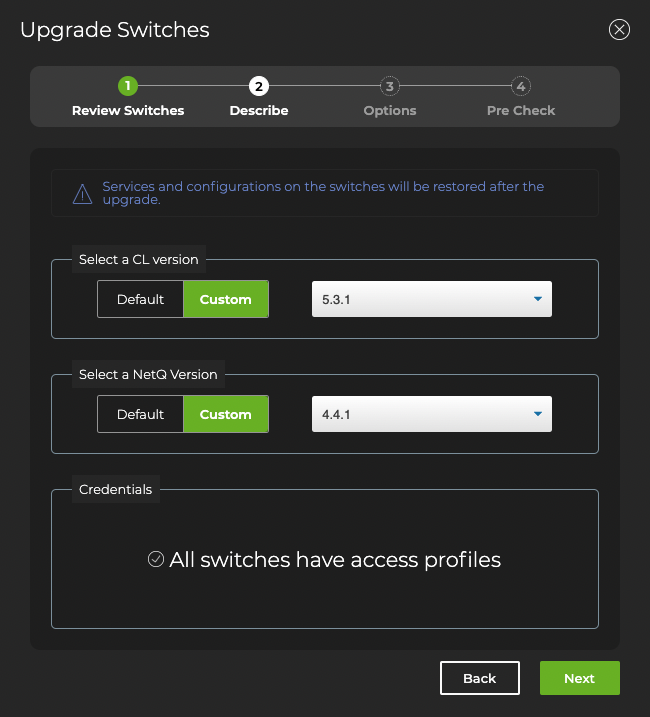 Upgrade Switches
1
2
3
4
Review Switches
Describe
Options
Pre Check
Services and configurations on the switches will be restored after the
upgrade.
Select a CL version
Default
Custom
5.3.1
Select a NetQ Version
Default
Custom
4.4.1
Credentials
All switches have access profiles
Back
Next